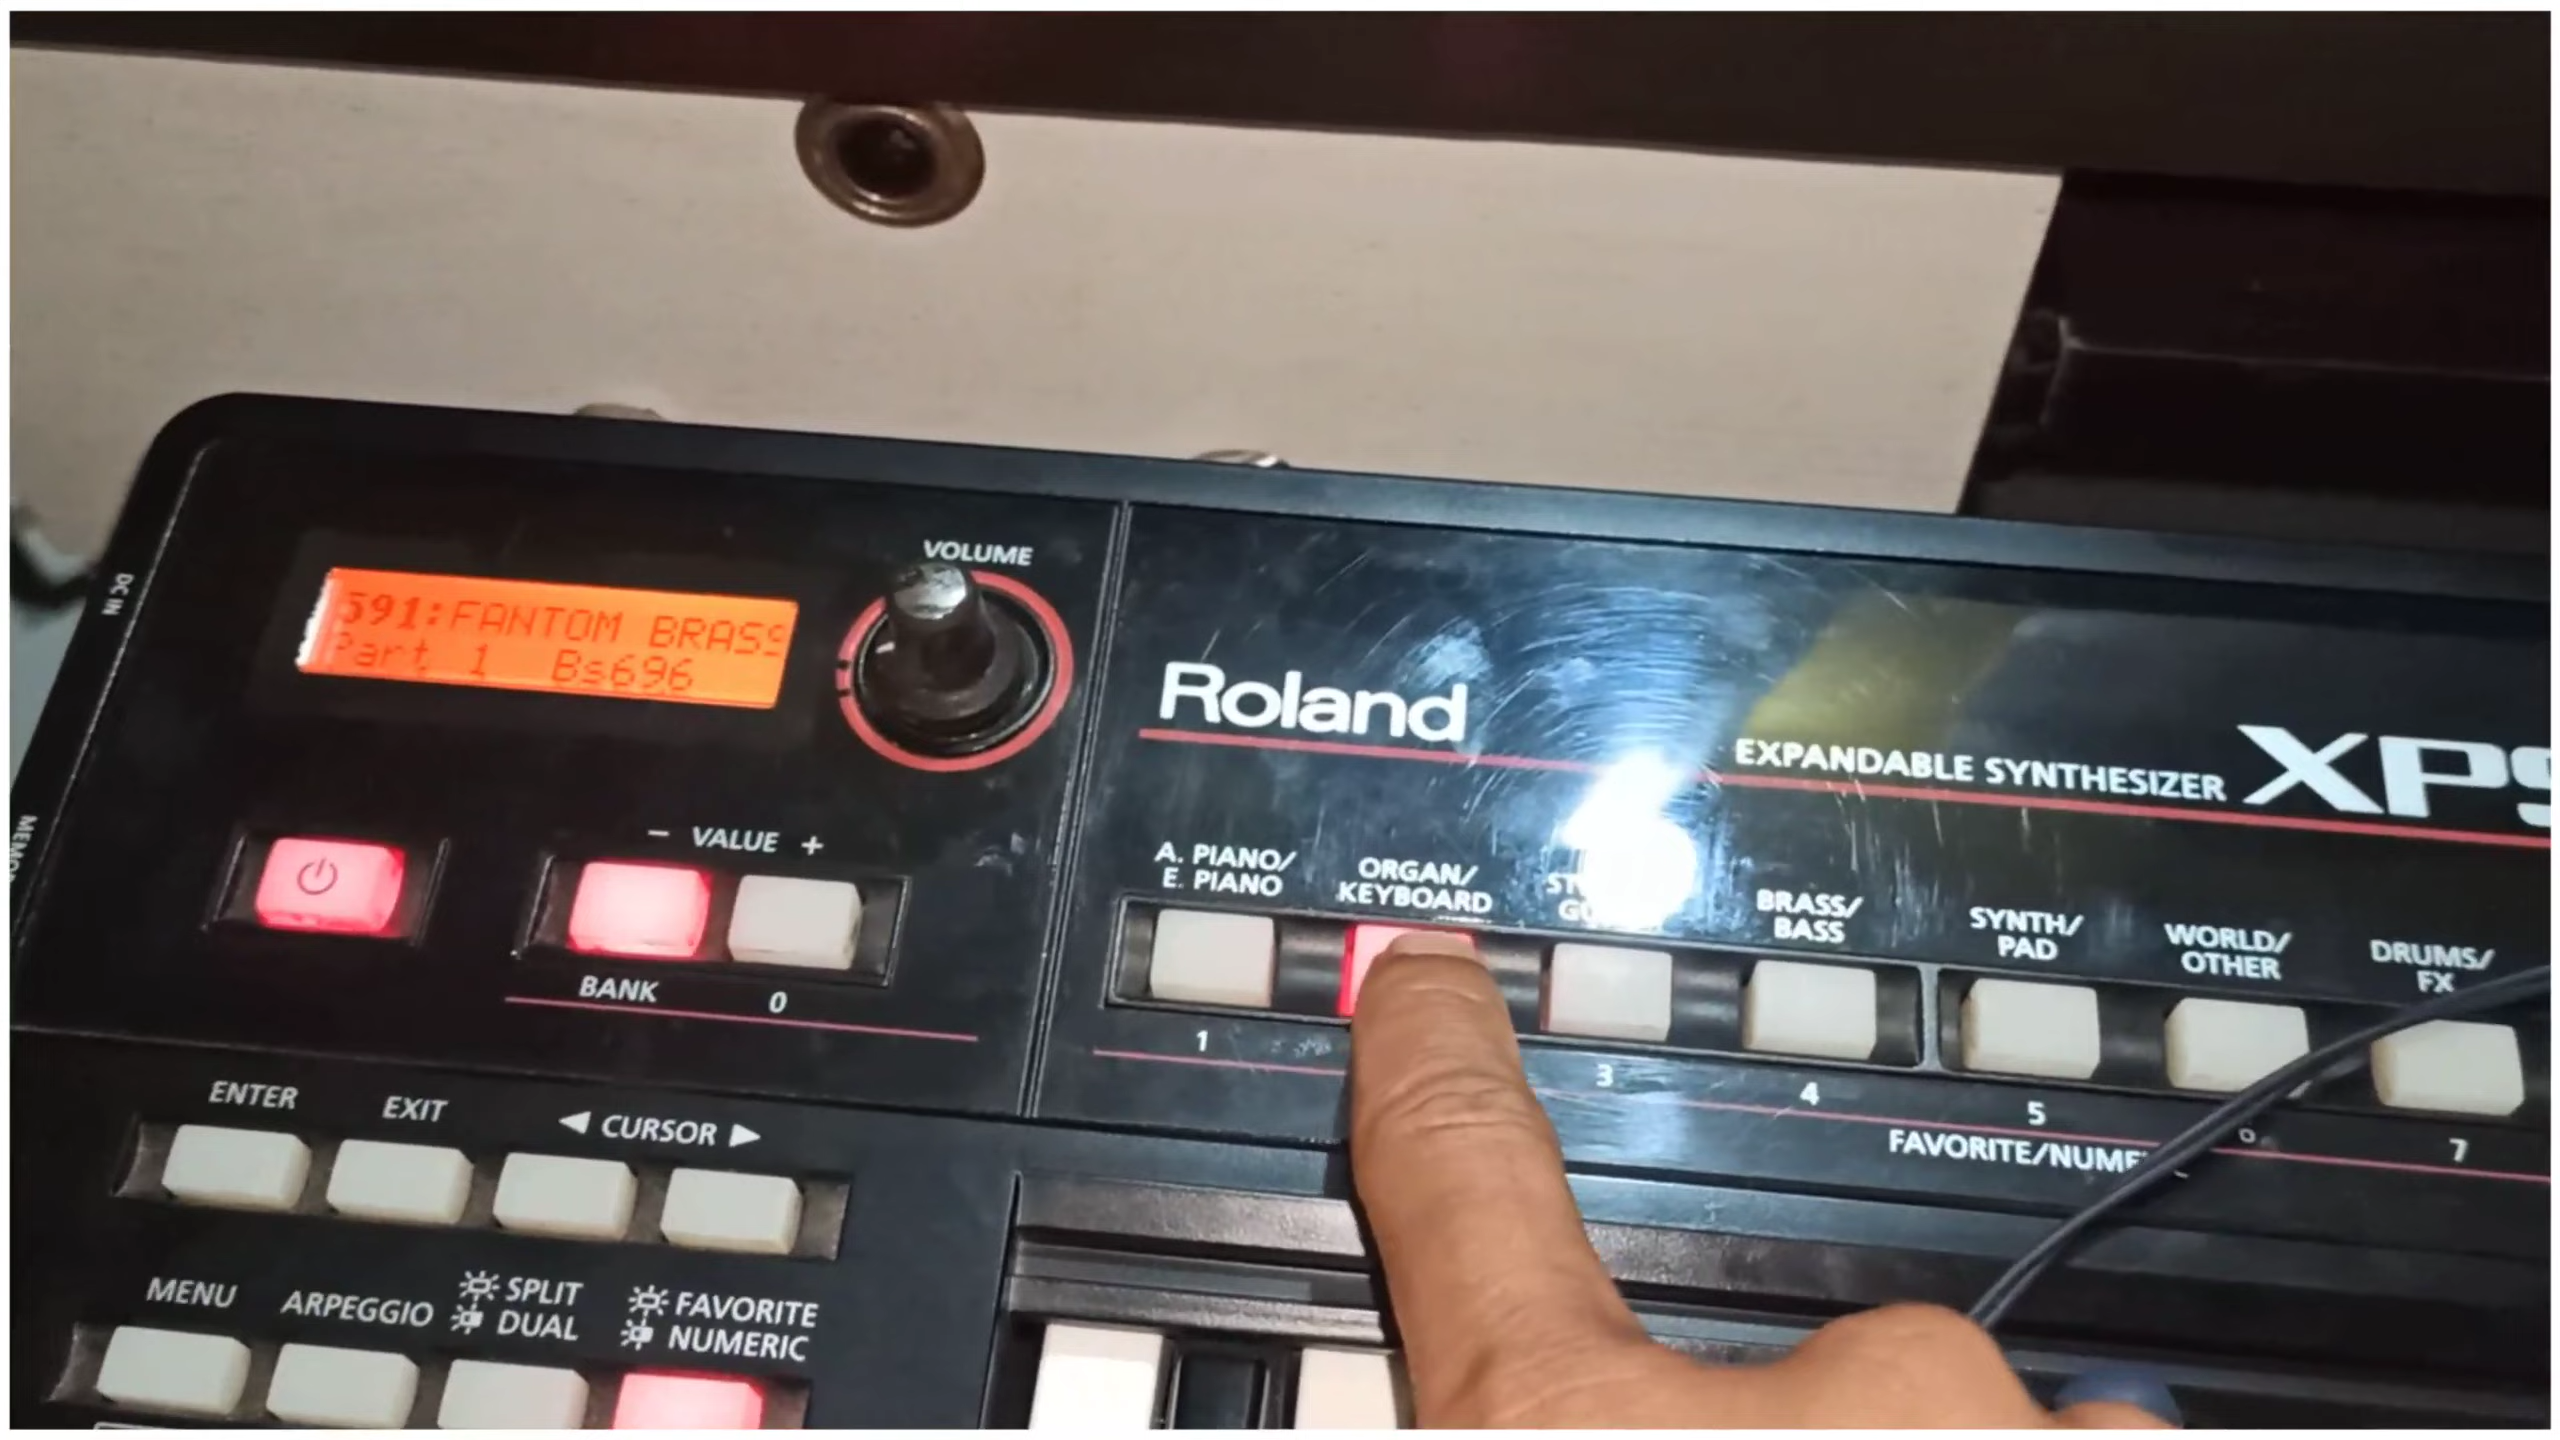 591:FANTOM BRASS
Part 1 Bs696
VOLUME
DC IN
Roland
EXPANDABLE SYNTHESIZER
− VALUE +
BANK
0
A. PIANO/
E. PIANO
ORGAN/
KEYBOARD
BRASS/
BASS
SYNTH/
PAD
WORLD/
OTHER
DRUMS/
FX
1
3
4
5
7
ENTER
EXIT
◀ CURSOR ▶
MENU
ARPEGGIO
SPLIT
DUAL
FAVORITE
NUMERIC